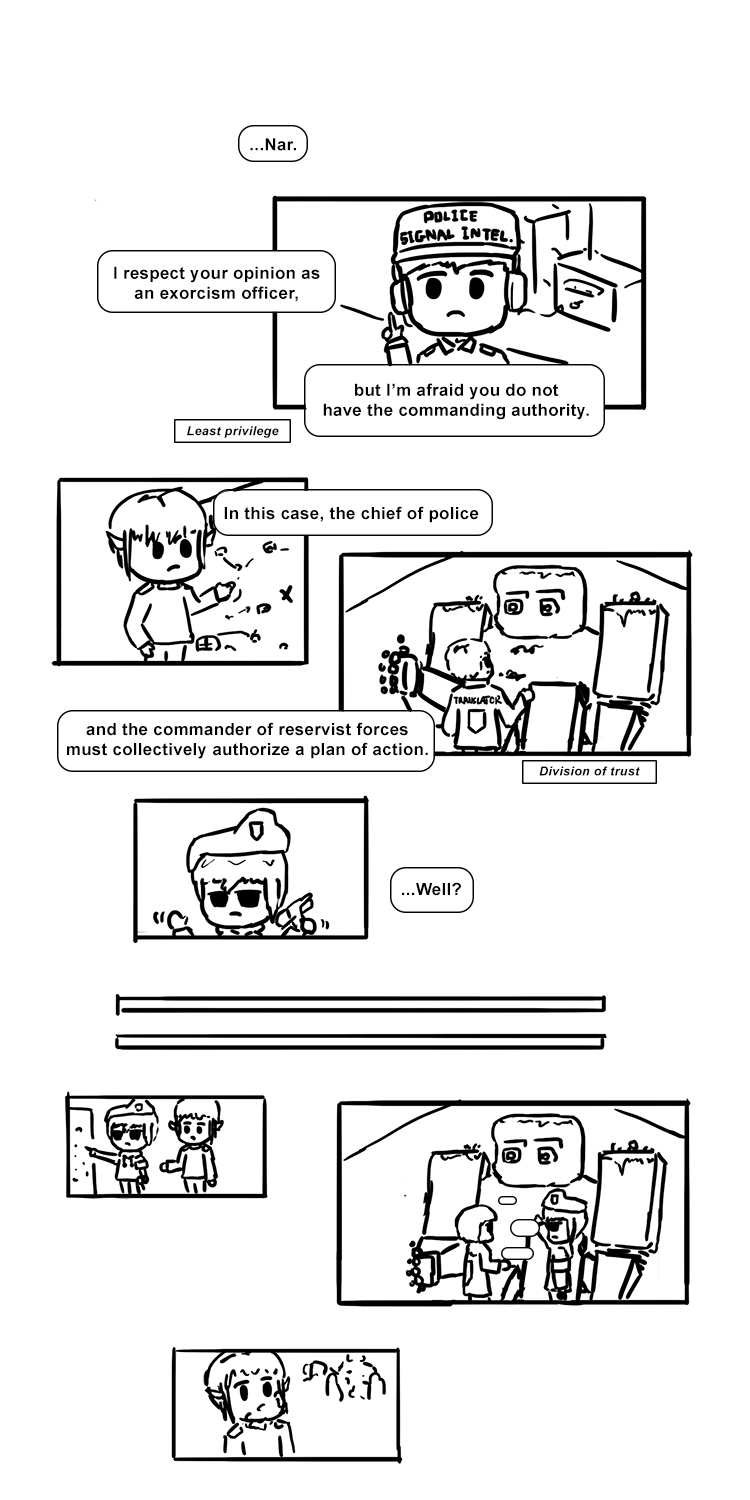 ...Nar.
POLICE
SIGNAL INTEL.
I respect your opinion as
an exorcism officer,
but I'm afraid you do not
have the commanding authority.
Least privilege
In this case, the chief of police
TRANSLATOR
and the commander of reservist forces
must collectively authorize a plan of action.
Division of trust
...Well?